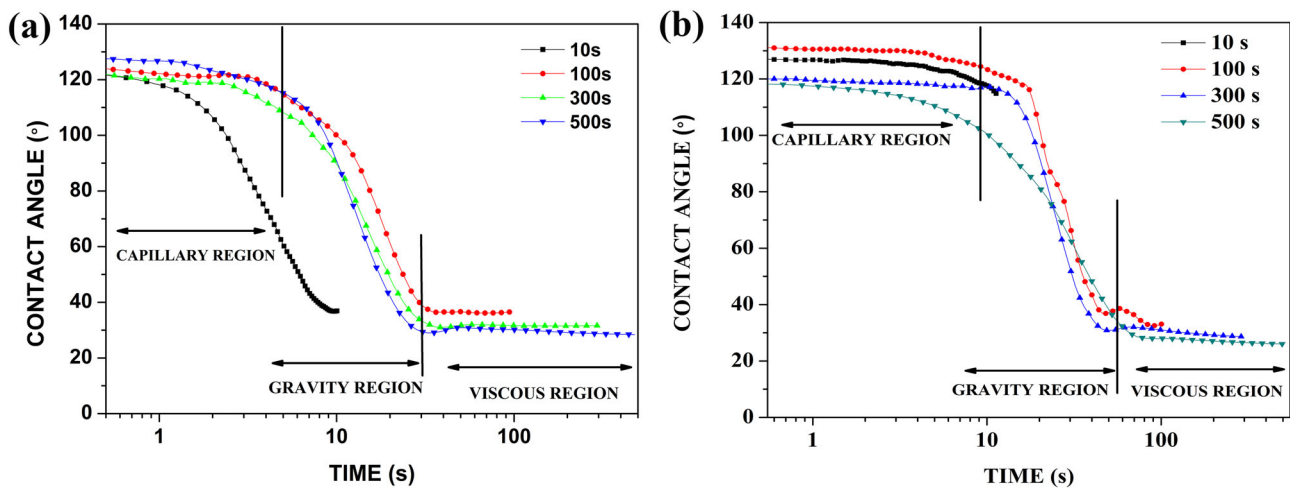 (a)
140
120
100
80
60
40
20
0
CONTACT ANGLE (°)
10s
100s
300s
500s
CAPILLARY REGION
GRAVITY REGION
VISCOUS REGION
1
10
100
TIME (s)
(b)
140
120
100
80
60
40
20
0
CONTACT ANGLE (°)
10 s
100 s
300 s
500 s
CAPILLARY REGION
GRAVITY REGION
VISCOUS REGION
1
10
100
TIME (s)